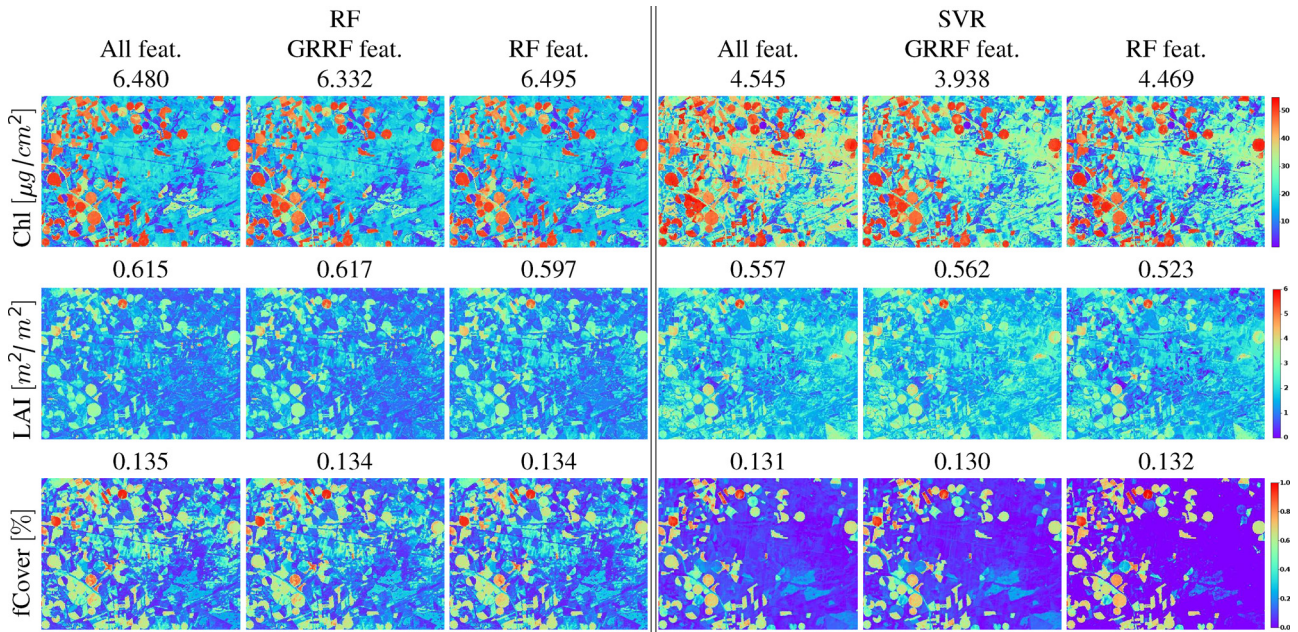 RF SVR
All feat. GRRF feat. RF feat. All feat. GRRF feat. RF feat.
6.480 6.332 6.495 4.545 3.938 4.469
Chl [μg/cm²]
50
40
30
20
10
0.615 0.617 0.597 0.557 0.562 0.523
LAI [m²/m²]
6
5
4
3
2
1
0
0.135 0.134 0.134 0.131 0.130 0.132
fCover [%]
1.0
0.8
0.6
0.4
0.2
0.0